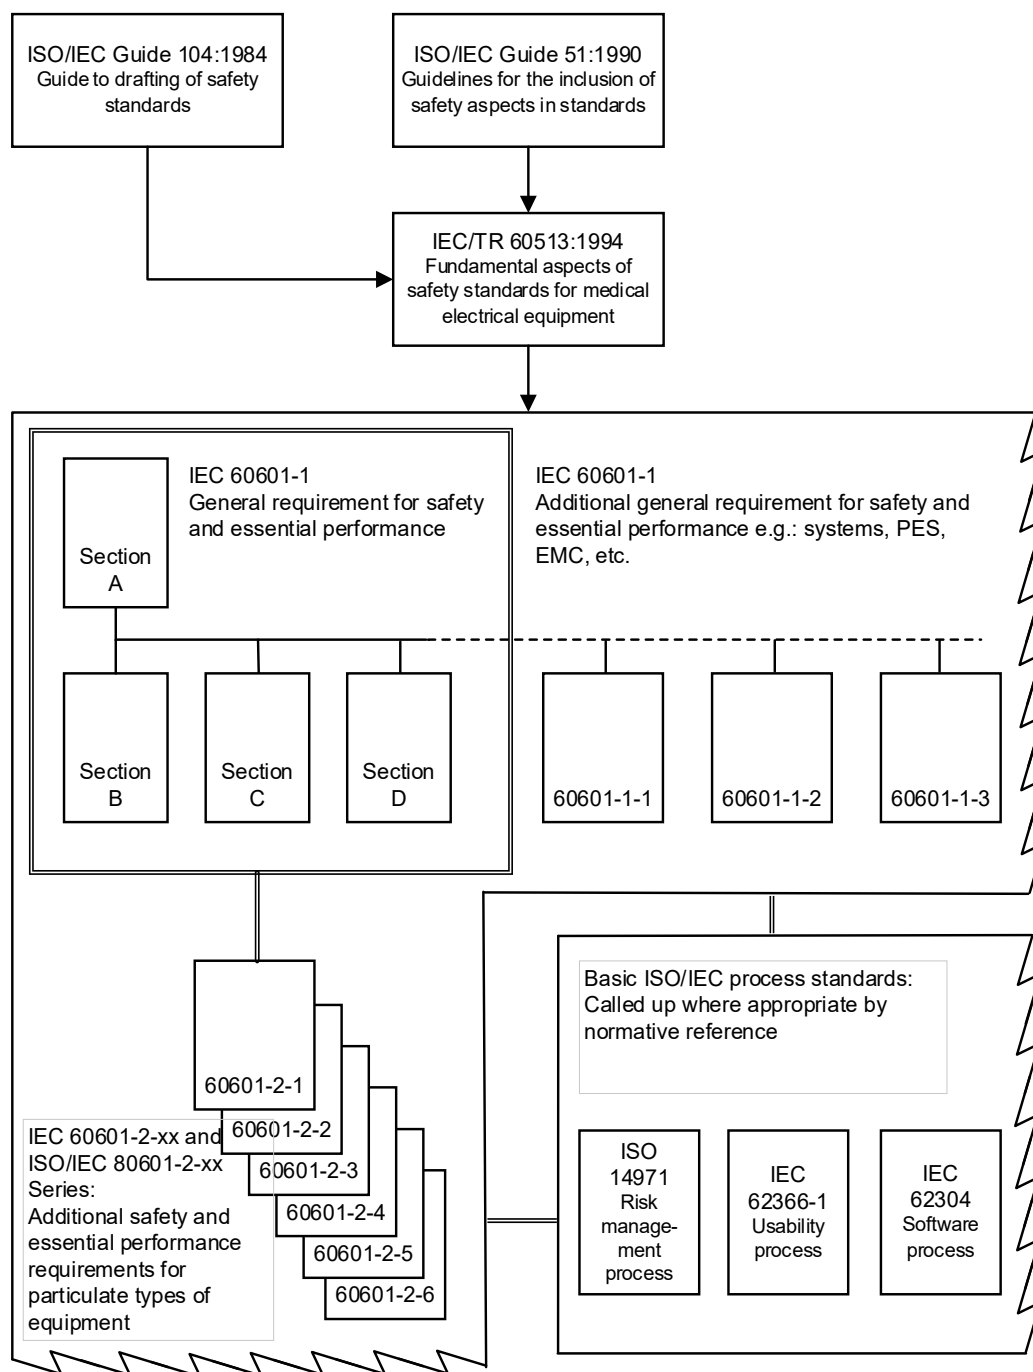 ISO/IEC Guide 104:1984
Guide to drafting of safety
standards
ISO/IEC Guide 51:1990
Guidelines for the inclusion of
safety aspects in standards
IEC/TR 60513:1994
Fundamental aspects of
safety standards for medical
electrical equipment
IEC 60601-1
General requirement for safety
and essential performance
IEC 60601-1
Additional general requirement for safety and
essential performance e.g.: systems, PES,
EMC, etc.
Section
A
Section
B
Section
C
Section
D
60601-1-1
60601-1-2
60601-1-3
60601-2-1
60601-2-2
60601-2-3
60601-2-4
60601-2-5
60601-2-6
IEC 60601-2-xx and
ISO/IEC 80601-2-xx
Series:
Additional safety and
essential performance
requirements for
particulate types of
equipment
Basic ISO/IEC process standards:
Called up where appropriate by
normative reference
ISO
14971
Risk
manage-
ment
process
IEC
62366-1
Usability
process
IEC
62304
Software
process